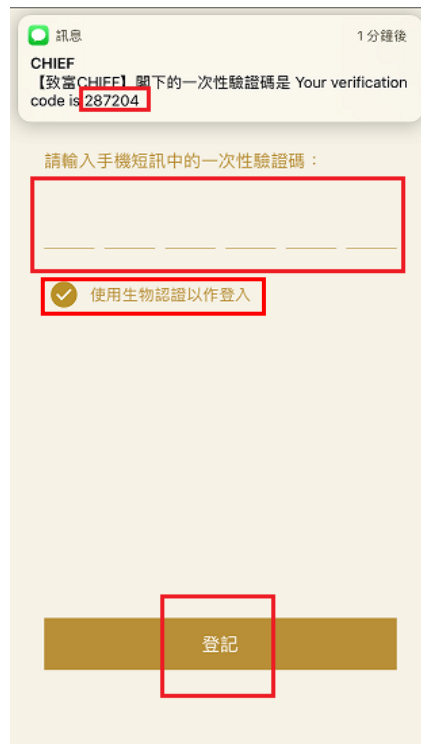 訊息 1分鐘後
CHIEF
【致富CHIEF】閣下的一次性驗證碼是 Your verification
code is 287204
請輸入手機短訊中的一次性驗證碼：
使用生物認證以作登入
登記